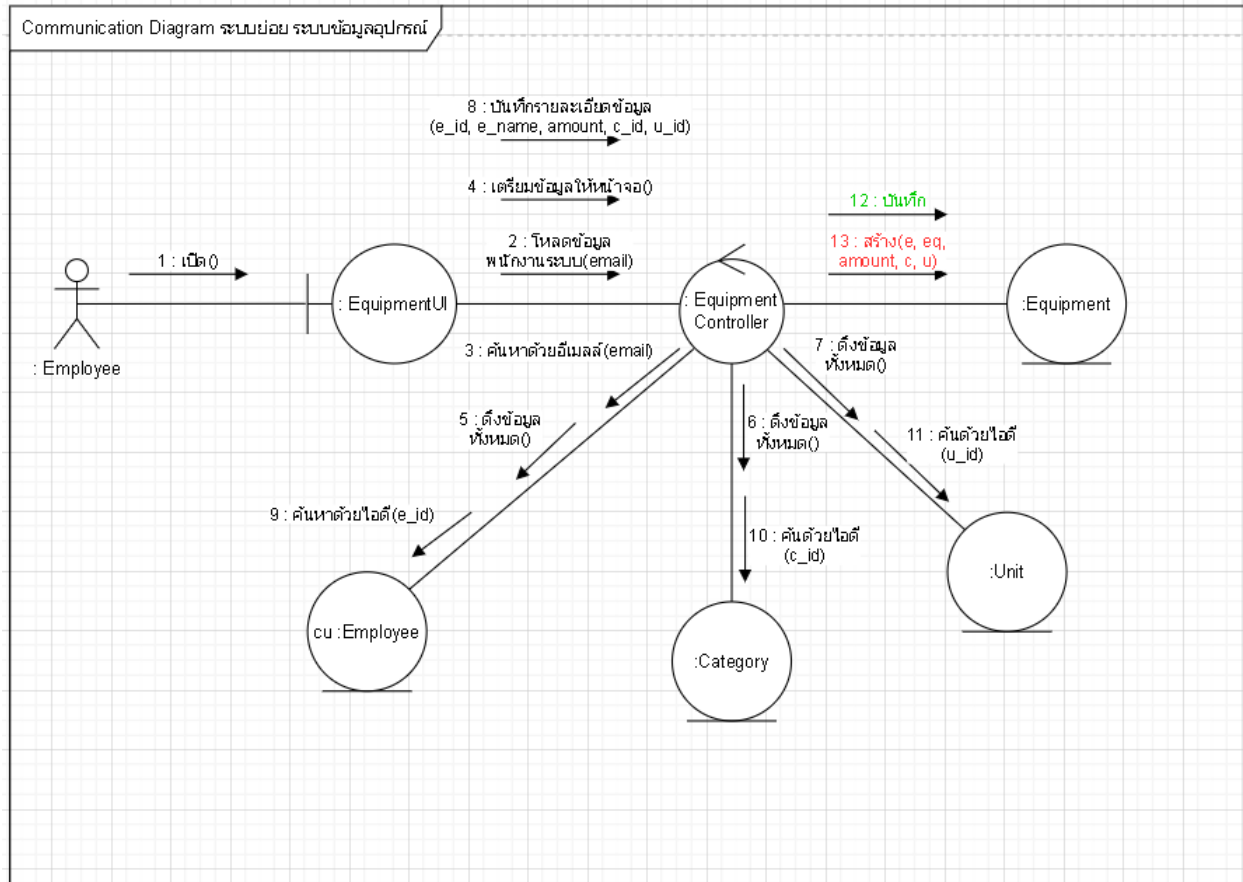 Communication Diagram ระบบย่อย ระบบข้อมูลอุปกรณ์
8 : บันทึกรายละเอียดข้อมูล
(e_id, e_name, amount, c_id, u_id)
4 : เตรียมข้อมูลให้หน้าจอ()
12 : บันทึก
2 : โหลดข้อมูล
พนักงานระบบ(email)
13 : สร้าง(e, eq,
amount, c, u)
1 : เปิด()
: EquipmentUI
: Equipment
Controller
:Equipment
: Employee
3 : ค้นหาด้วยอีเมลล์(email)
7 : ดึงข้อมูล
ทั้งหมด()
5 : ดึงข้อมูล
ทั้งหมด()
6 : ดึงข้อมูล
ทั้งหมด()
11 : ค้นด้วยไอดี
(u_id)
9 : ค้นหาด้วยไอดี(e_id)
10 : ค้นด้วยไอดี
(c_id)
:Unit
cu :Employee
:Category